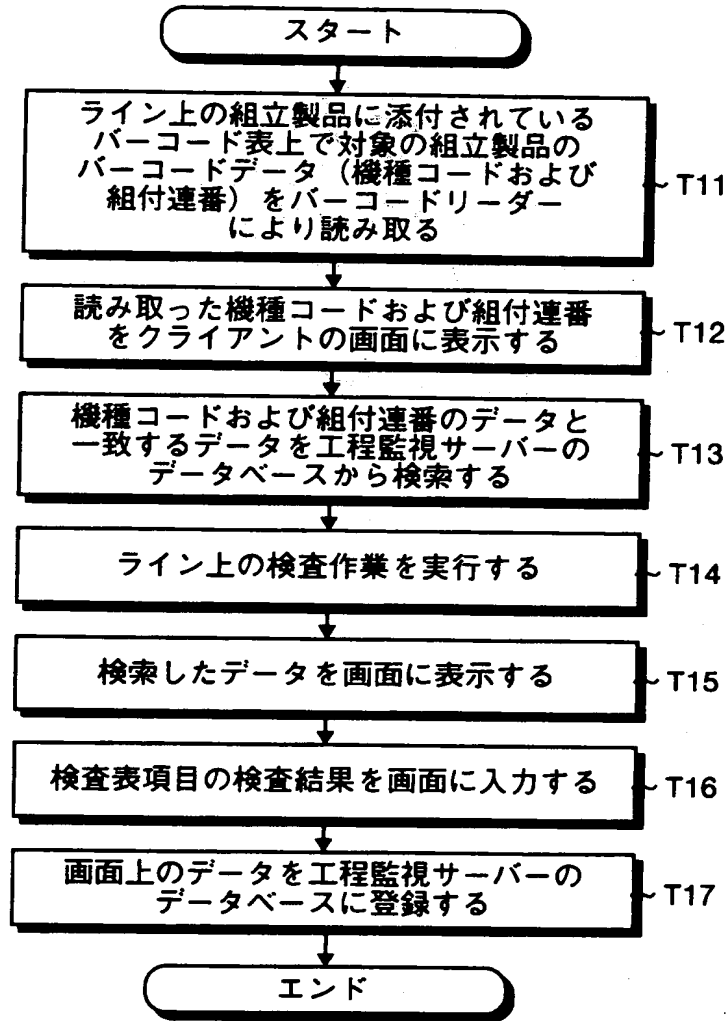 スタート
ライン上の組立製品に添付されている
バーコード表上で対象の組立製品の
バーコードデータ（機種コードおよび
組付連番）をバーコードリーダー
により読み取る
T11
読み取った機種コードおよび組付連番
をクライアントの画面に表示する
T12
機種コードおよび組付連番のデータと
一致するデータを工程監視サーバーの
データベースから検索する
T13
ライン上の検査作業を実行する
T14
検索したデータを画面に表示する
T15
検査表項目の検査結果を画面に入力する
T16
画面上のデータを工程監視サーバーの
データベースに登録する
T17
エンド